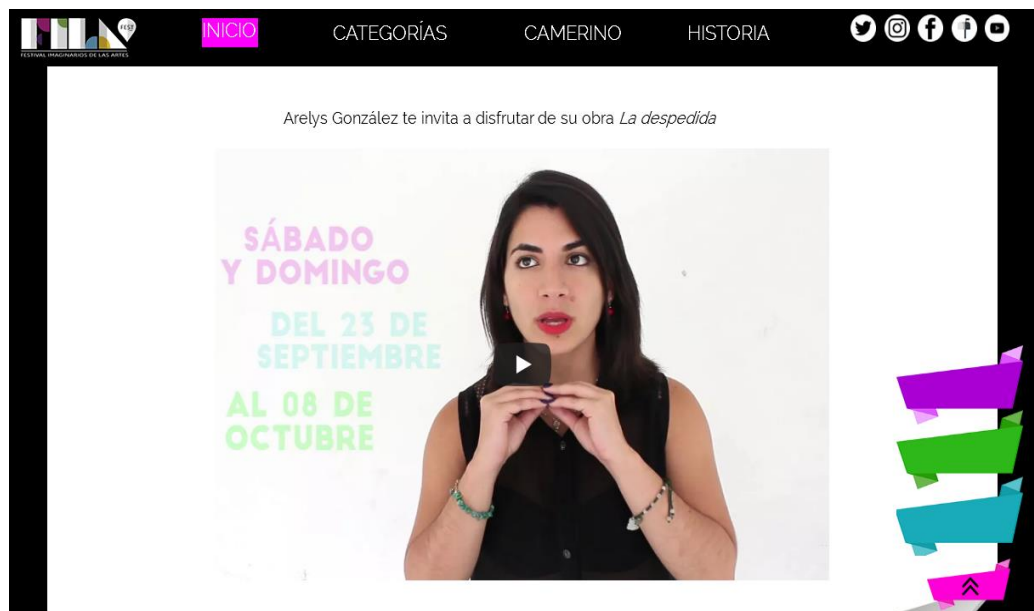 FEST
FESTIVAL IMAGINARIOS DE LAS ARTES
INICIO
CATEGORÍAS
CAMERINO
HISTORIA
Arelys González te invita a disfrutar de su obra La despedida
SÁBADO
Y DOMINGO
DEL 23 DE
SEPTIEMBRE
AL 08 DE
OCTUBRE